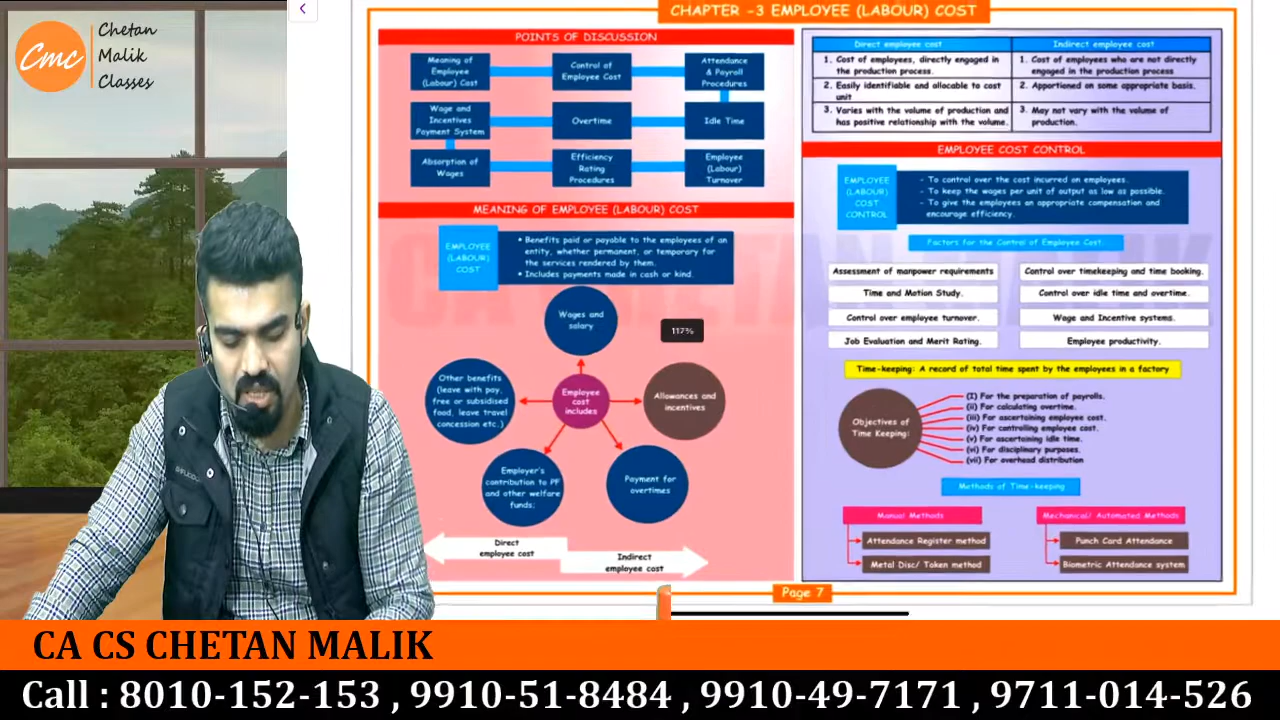 cmc
Chetan
Malik
Classes
CHAPTER -3 EMPLOYEE (LABOUR) COST
POINTS OF DISCUSSION
Meaning of
Employee
(Labour) Cost
Control of
Employee Cost
Attendance
& Payroll
Procedures
Wage and
Incentives
Payment System
Overtime
Idle Time
Absorption of
Wages
Efficiency
Rating
Procedures
Employee
(Labour)
Turnover
MEANING OF EMPLOYEE (LABOUR) COST
EMPLOYEE
(LABOUR)
COST
• Benefits paid or payable to the employees of an
entity, whether permanent, or temporary for
the services rendered by them.
• Includes payments made in cash or kind.
Wages and
salary
117%
Other benefits
(leave with pay,
free or subsidised
food, leave travel
concession etc.)
Employee
cost
includes
Allowances and
incentives
Employer's
contribution to PF
and other welfare
funds;
Payment for
overtimes
Direct
employee cost
Indirect
employee cost
Direct employee cost
Indirect employee cost
1. Cost of employees, directly engaged in
the production process.
1. Cost of employees who are not directly
engaged in the production process
2. Easily identifiable and allocable to cost
unit
2. Apportioned on some appropriate basis.
3. Varies with the volume of production and
has positive relationship with the volume.
3. May not vary with the volume of
production.
EMPLOYEE COST CONTROL
EMPLOYEE
(LABOUR)
COST
CONTROL
- To control over the cost incurred on employees.
- To keep the wages per unit of output as low as possible.
- To give the employees an appropriate compensation and
encourage efficiency.
Factors for the Control of Employee Cost.
Assessment of manpower requirements
Control over timekeeping and time booking.
Time and Motion Study.
Control over idle time and overtime.
Control over employee turnover.
Wage and Incentive systems.
Job Evaluation and Merit Rating.
Employee productivity.
Time-keeping: A record of total time spent by the employees in a factory
Objectives of
Time Keeping:
(I) For the preparation of payrolls.
(ii) For calculating overtime.
(iii) For ascertaining employee cost.
(iv) For controlling employee cost.
(v) For ascertaining idle time.
(vi) For disciplinary purposes.
(vii) For overhead distribution
Methods of Time-keeping
Manual Methods
Mechanical/ Automated Methods
Attendance Register method
Punch Card Attendance
Metal Disc/ Token method
Biometric Attendance system
Page 7
CA CS CHETAN MALIK
Call : 8010-152-153 , 9910-51-8484 , 9910-49-7171 , 9711-014-526